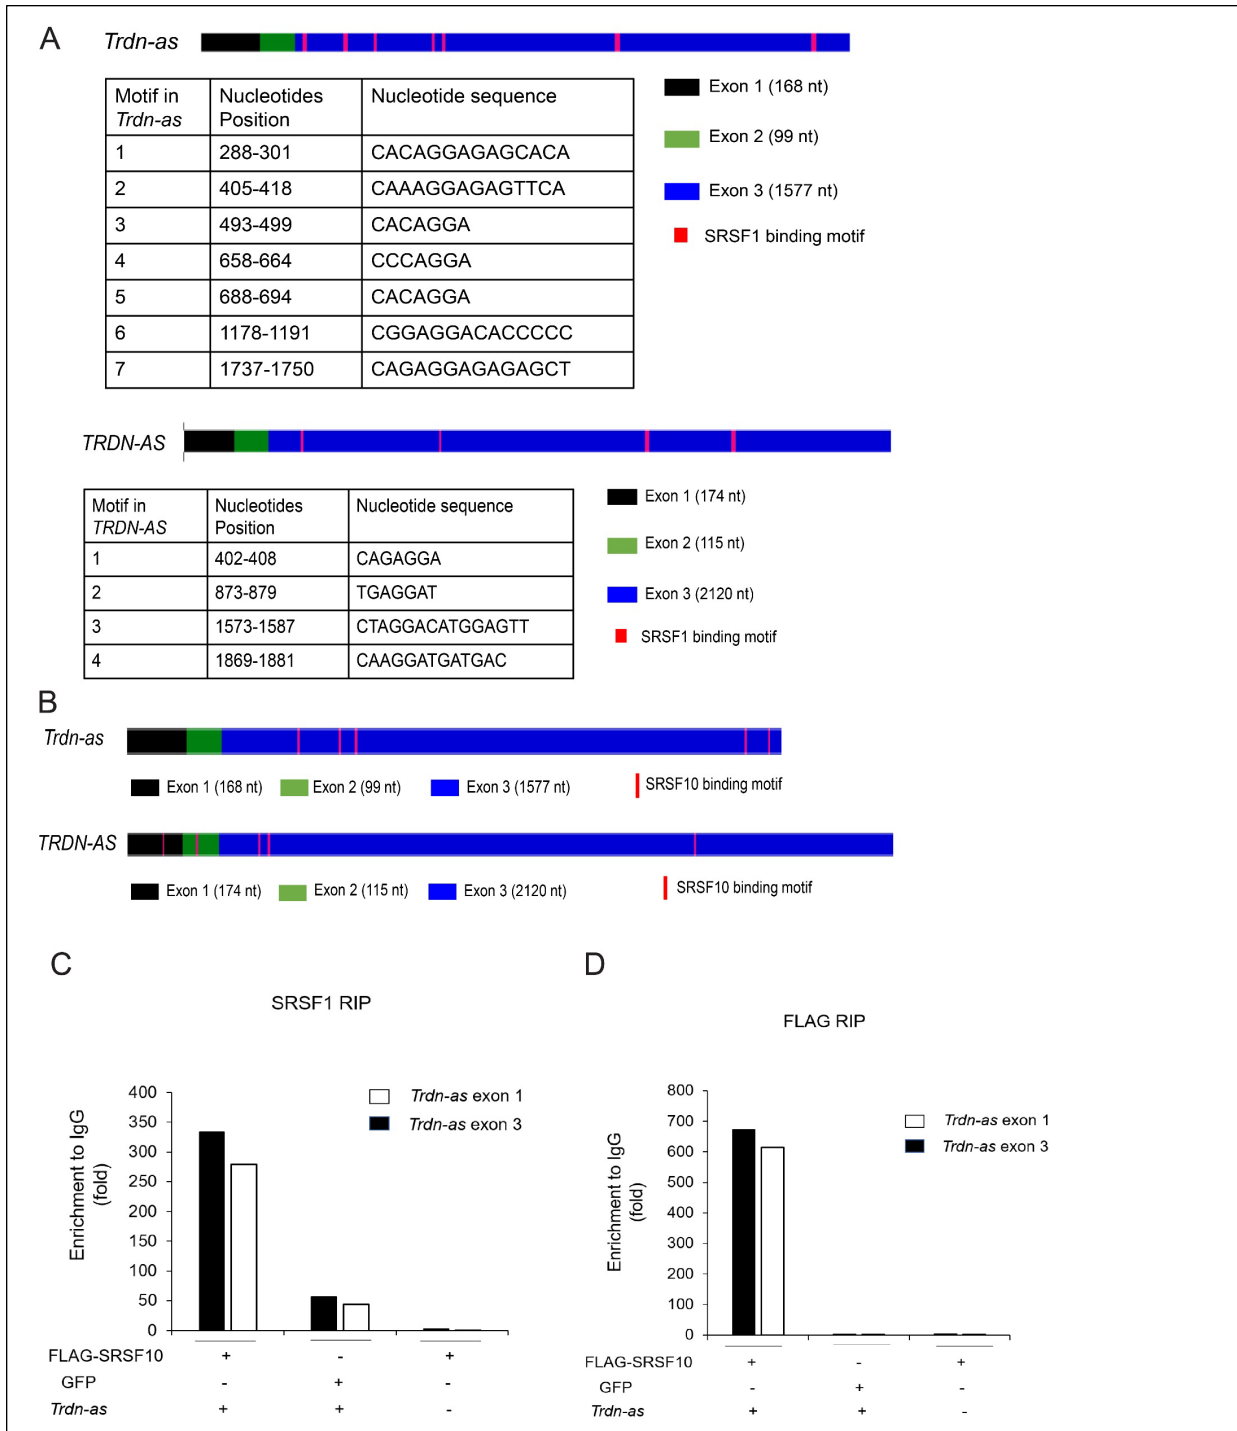 A
Trdn-as
Motif in Trdn-as Nucleotides Position Nucleotide sequence
1 288-301 CACAGGAGAGCACA
2 405-418 CAAAGGAGAGTTCA
3 493-499 CACAGGA
4 658-664 CCCAGGA
5 688-694 CACAGGA
6 1178-1191 CGGAGGACACCCCC
7 1737-1750 CAGAGGAGAGAGCT
Exon 1 (168 nt)
Exon 2 (99 nt)
Exon 3 (1577 nt)
SRSF1 binding motif
TRDN-AS
Motif in TRDN-AS Nucleotides Position Nucleotide sequence
1 402-408 CAGAGGA
2 873-879 TGAGGAT
3 1573-1587 CTAGGACATGGAGTT
4 1869-1881 CAAGGATGATGAC
Exon 1 (174 nt)
Exon 2 (115 nt)
Exon 3 (2120 nt)
SRSF1 binding motif
B
Trdn-as
Exon 1 (168 nt) Exon 2 (99 nt) Exon 3 (1577 nt) SRSF10 binding motif
TRDN-AS
Exon 1 (174 nt) Exon 2 (115 nt) Exon 3 (2120 nt) SRSF10 binding motif
C
SRSF1 RIP
Trdn-as exon 1
Trdn-as exon 3
Enrichment to IgG
(fold)
400
350
300
250
200
150
100
50
0
FLAG-SRSF10 + - +
GFP - + -
Trdn-as + + -
D
FLAG RIP
Trdn-as exon 1
Trdn-as exon 3
Enrichment to IgG
(fold)
800
700
600
500
400
300
200
100
0
FLAG-SRSF10 + - +
GFP - + -
Trdn-as + + -